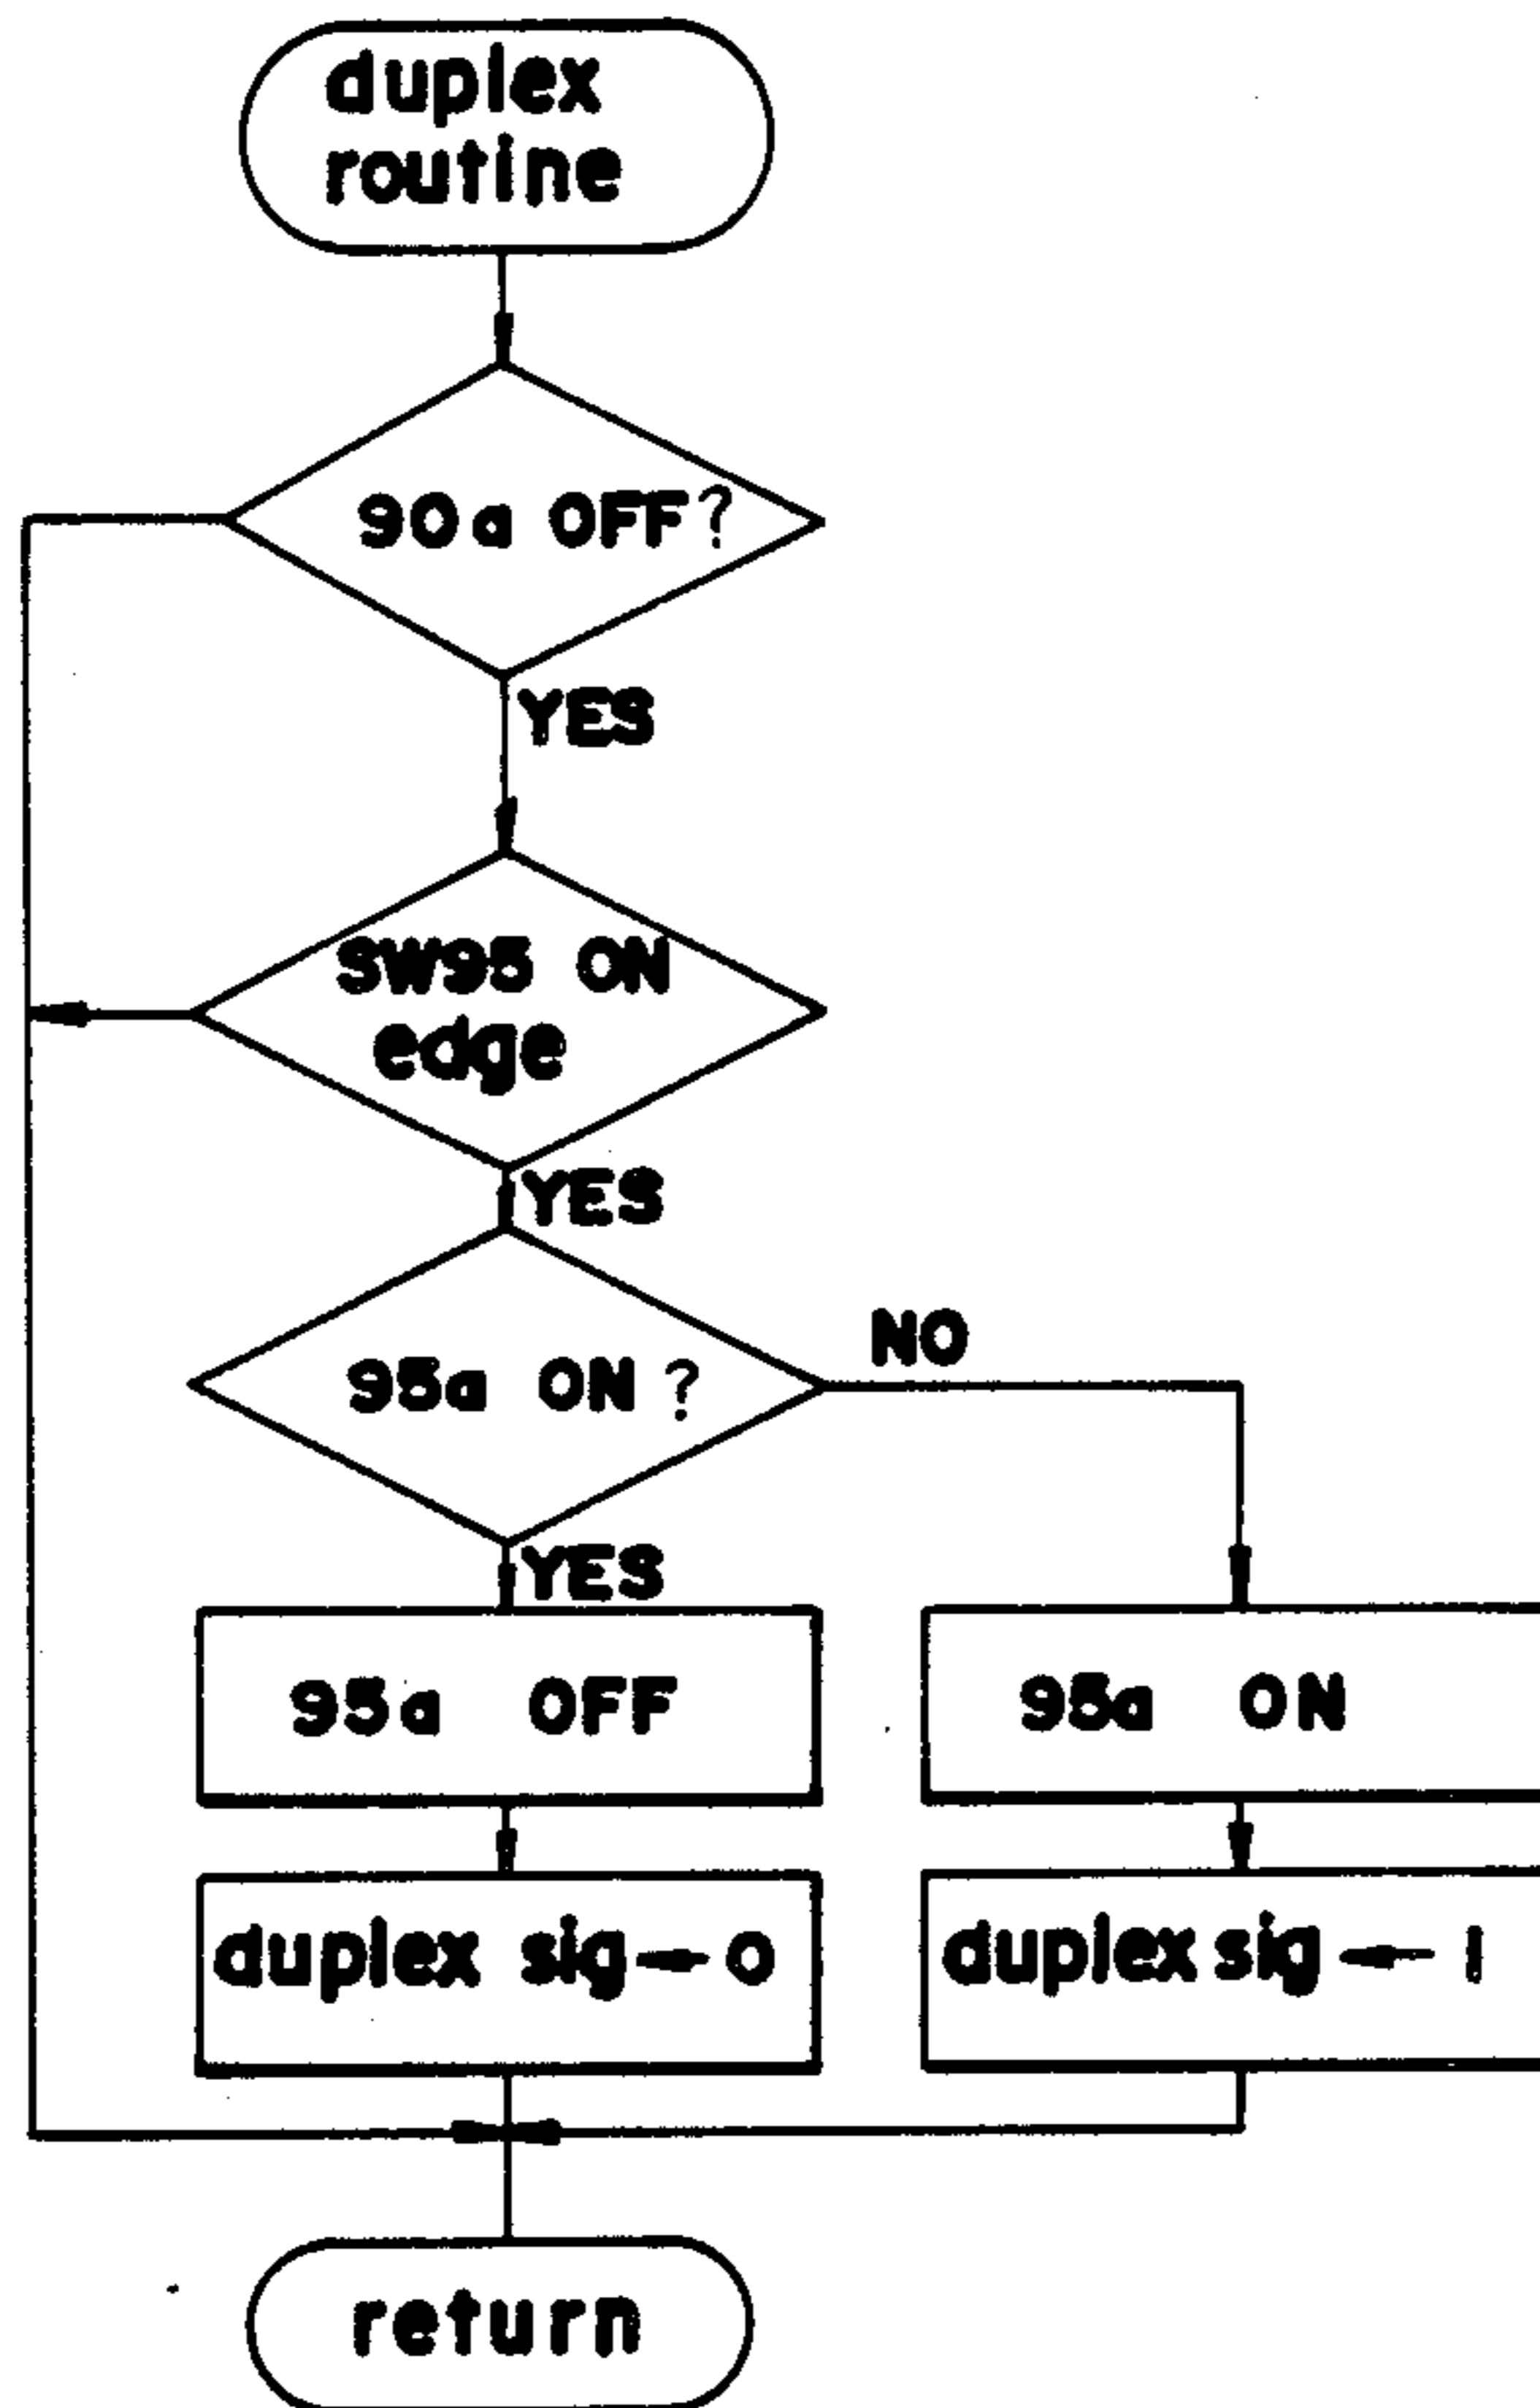 duplex
routine
90a OFF?
YES
SW95 ON
edge
YES
95a ON?
NO
YES
95a OFF
95a ON
duplex sig ← 0
duplex sig ← 1
return